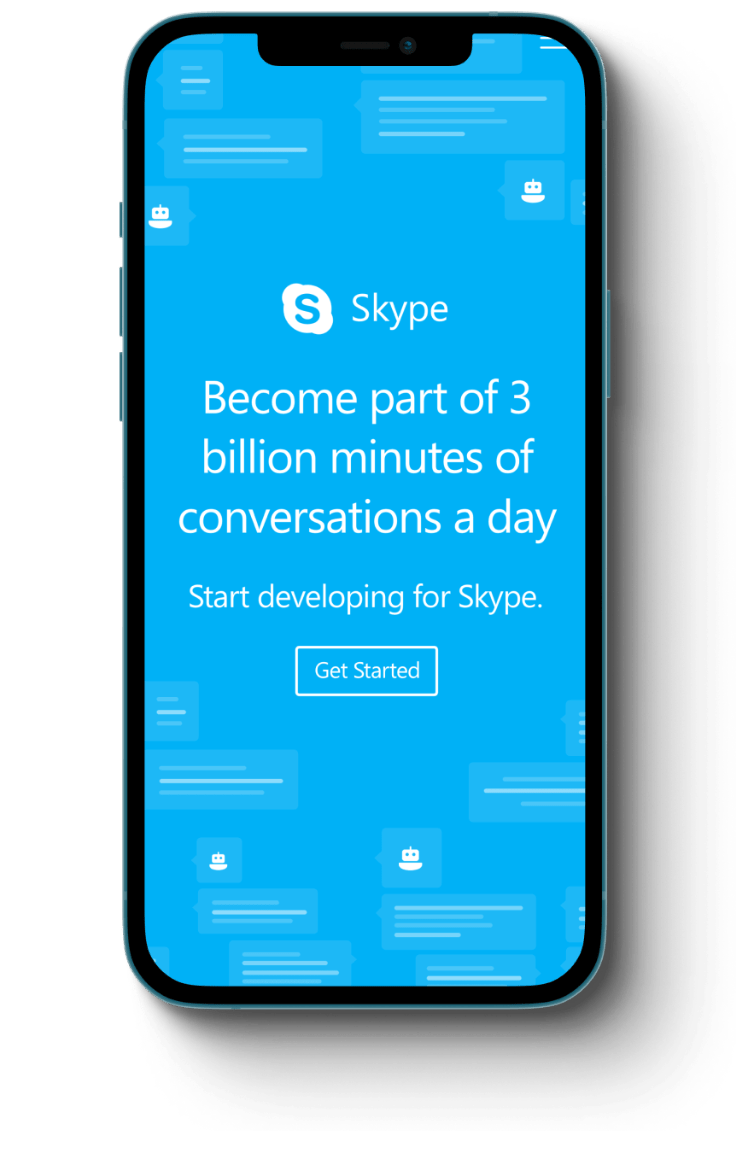 Skype
Become part of 3
billion minutes of
conversations a day
Start developing for Skype.
Get Started